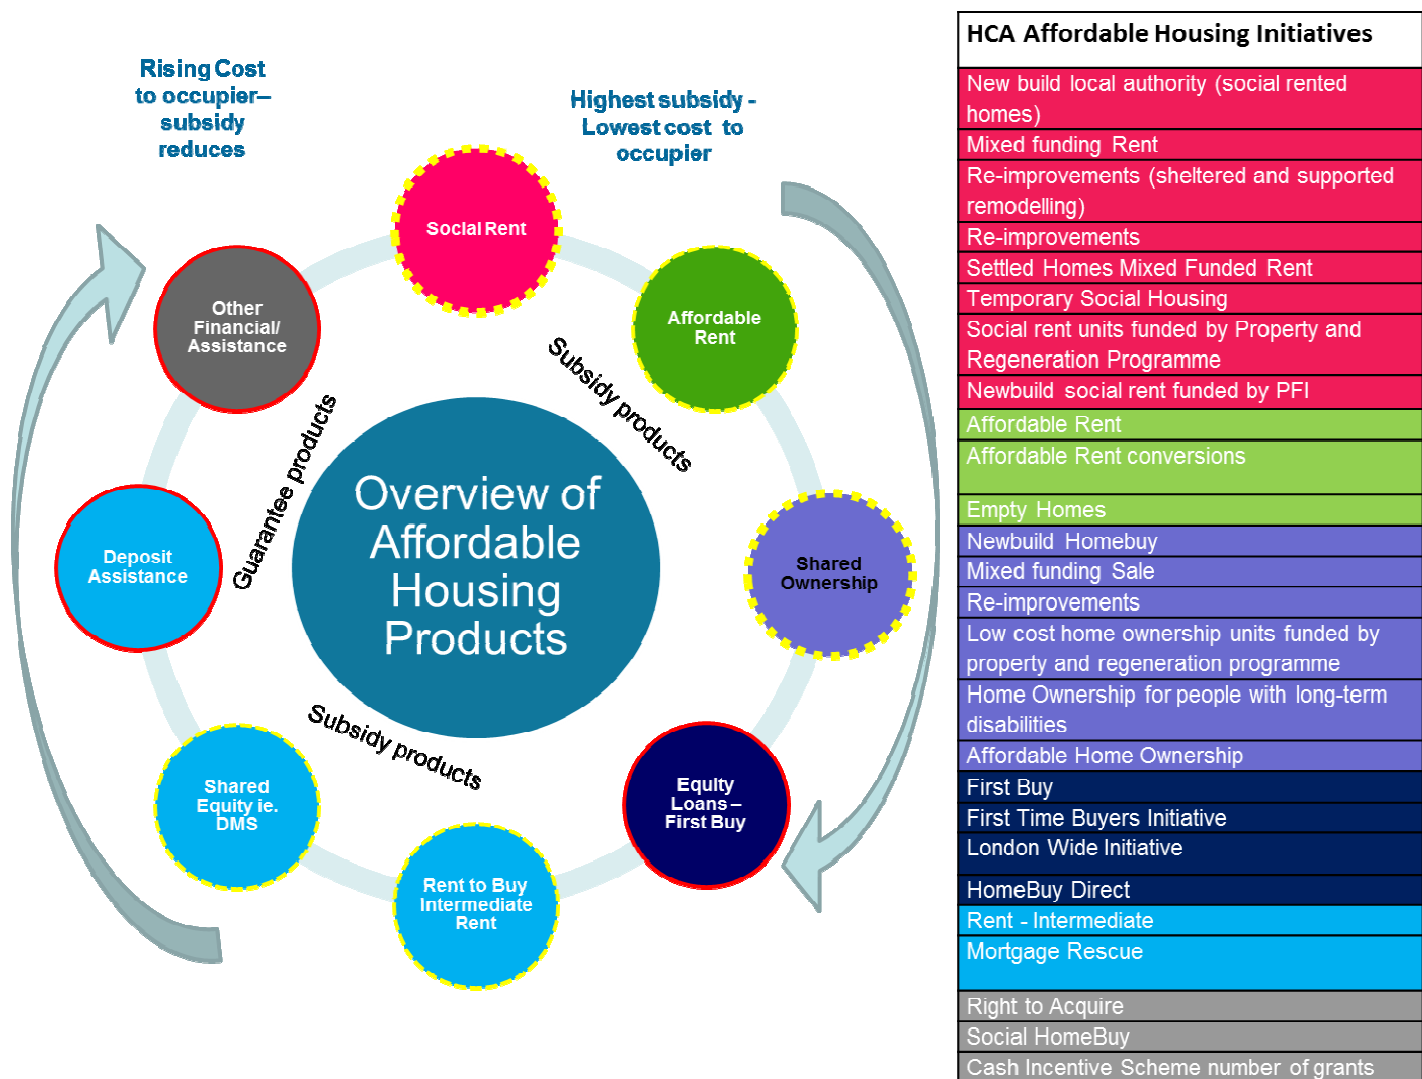 Rising Cost
to occupier–
subsidy
reduces
Highest subsidy -
Lowest cost to
occupier
Social Rent
Affordable
Rent
Shared
Ownership
Equity
Loans –
First Buy
Rent to Buy
Intermediate
Rent
Shared
Equity ie.
DMS
Deposit
Assistance
Other
Financial/
Assistance
Subsidy products
Guarantee products
Subsidy products
Overview of
Affordable
Housing
Products
HCA Affordable Housing Initiatives
New build local authority (social rented
homes)
Mixed funding Rent
Re-improvements (sheltered and supported
remodelling)
Re-improvements
Settled Homes Mixed Funded Rent
Temporary Social Housing
Social rent units funded by Property and
Regeneration Programme
Newbuild social rent funded by PFI
Affordable Rent
Affordable Rent conversions
Empty Homes
Newbuild Homebuy
Mixed funding Sale
Re-improvements
Low cost home ownership units funded by
property and regeneration programme
Home Ownership for people with long-term
disabilities
Affordable Home Ownership
First Buy
First Time Buyers Initiative
London Wide Initiative
HomeBuy Direct
Rent - Intermediate
Mortgage Rescue
Right to Acquire
Social HomeBuy
Cash Incentive Scheme number of grants